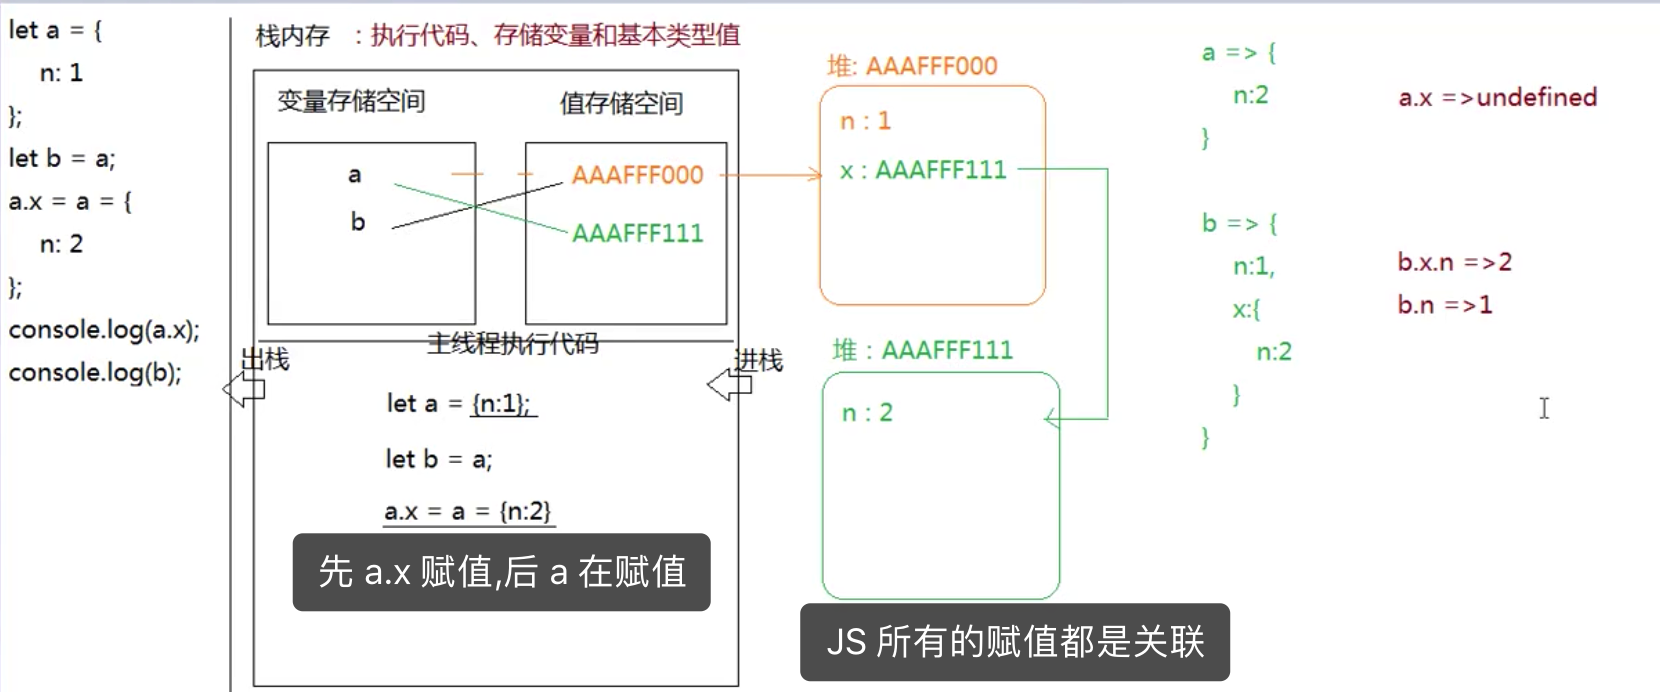 let a = {
n: 1
};
let b = a;
a.x = a = {
n: 2
};
console.log(a.x);
console.log(b);
栈内存 ：执行代码、存储变量和基本类型值
变量存储空间
值存储空间
a
b
AAAFFF000
AAAFFF111
主线程执行代码
出栈
进栈
let a = {n:1};
let b = a;
a.x = a = {n:2}
先 a.x 赋值,后 a 在赋值
堆: AAAFFF000
n : 1
x : AAAFFF111
堆：AAAFFF111
n : 2
JS 所有的赋值都是关联
a => {
n:2
}
a.x =>undefined
b => {
n:1,
x:{
n:2
}
}
b.x.n =>2
b.n =>1